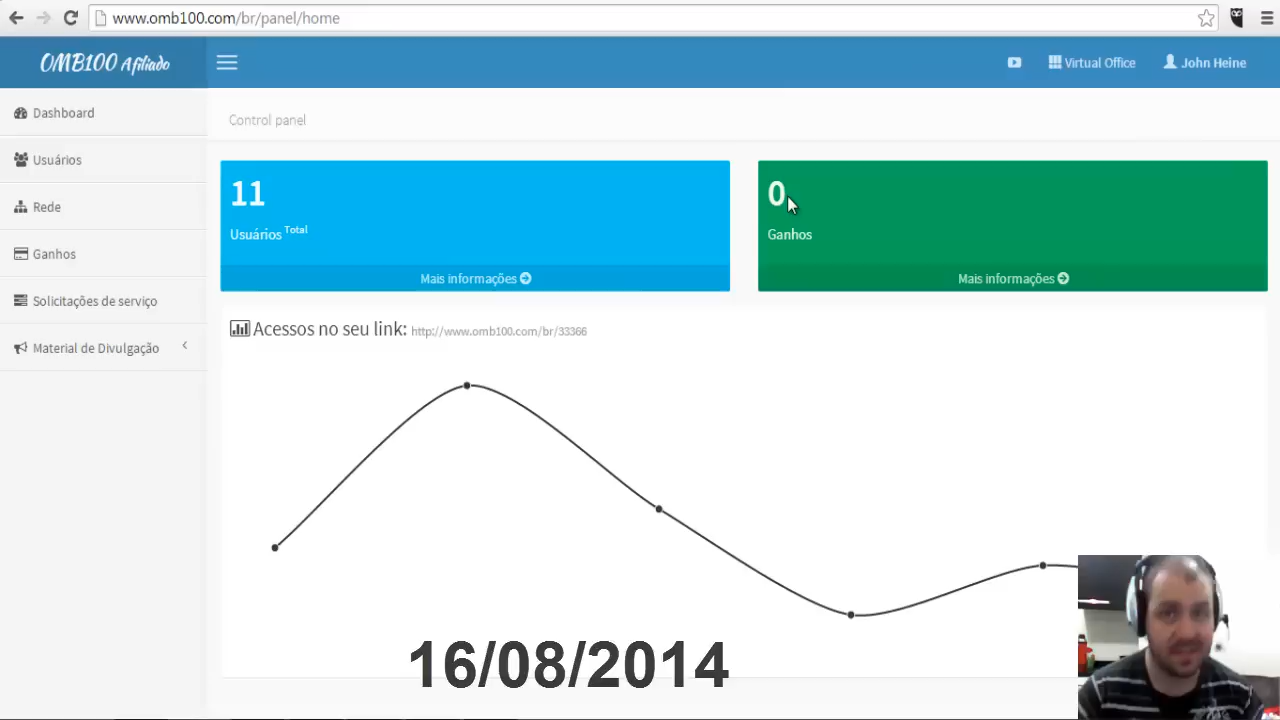 www.omb100.com/br/panel/home
OMB100 Afiliado
Virtual Office
John Heine
Dashboard
Usuários
Rede
Ganhos
Solicitações de serviço
Material de Divulgação
Control panel
11
Usuários Total
Mais informações
0
Ganhos
Mais informações
Acessos no seu link: http://www.omb100.com/br/33366
16/08/2014